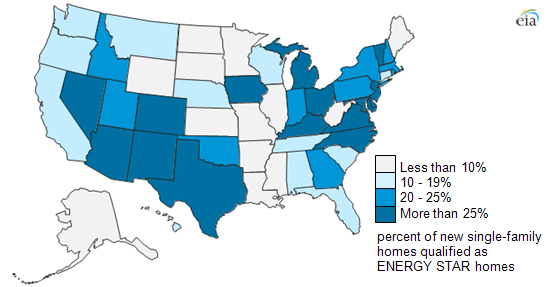 eia
Less than 10%
10 - 19%
20 - 25%
More than 25%
percent of new single-family
homes qualified as
ENERGY STAR homes